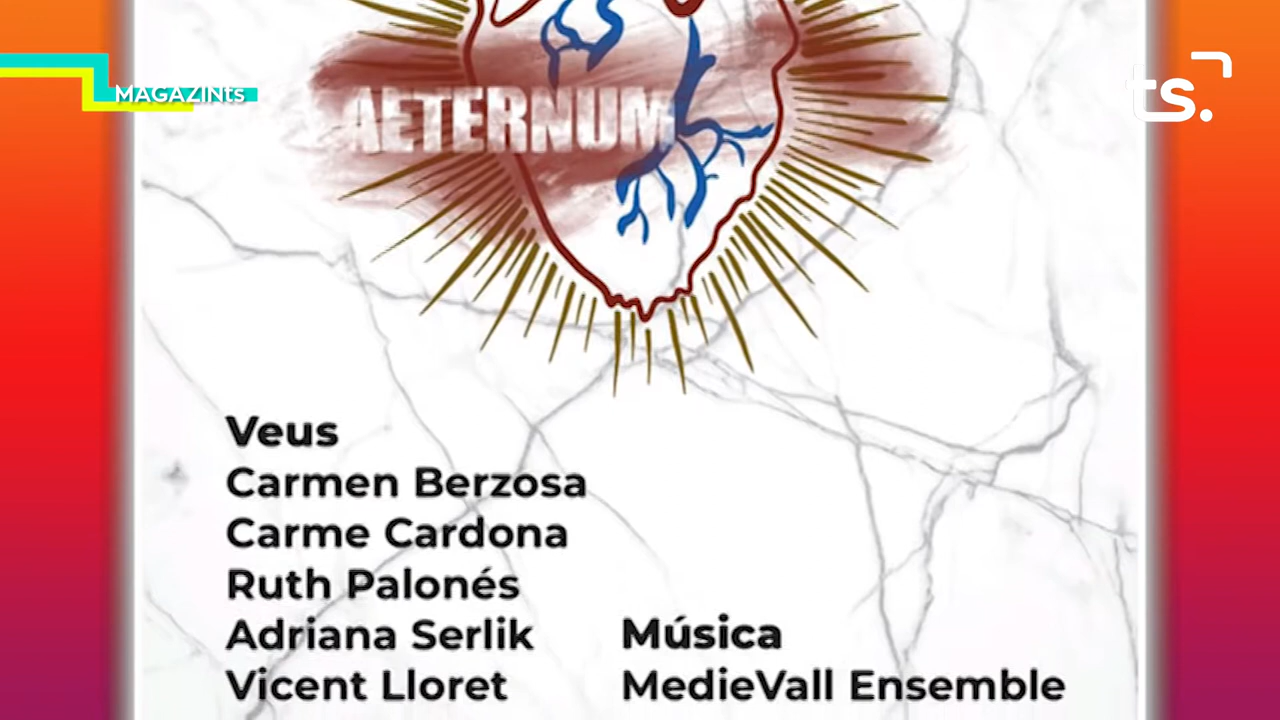 MAGAZINts
ts.
AETERNUM
Veus
Carmen Berzosa
Carme Cardona
Ruth Palonés
Adriana Serlik
Vicent Lloret
Música
MedieVall Ensemble